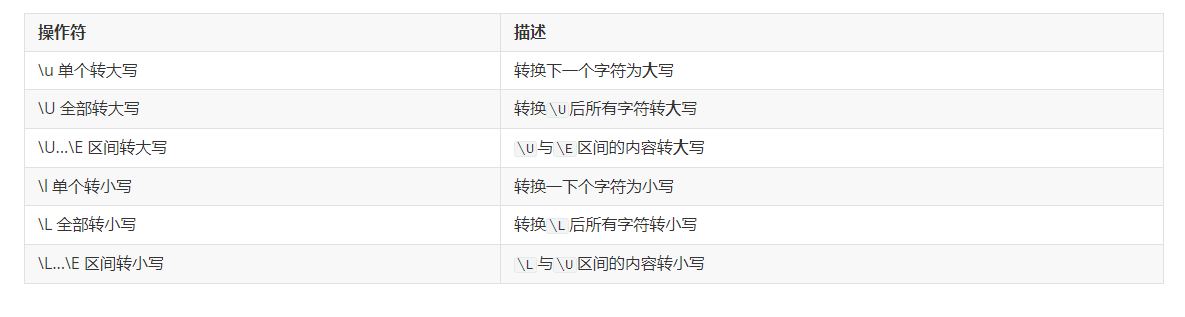 操作符 描述
\u 单个转大写 转换下一个字符为大写
\U 全部转大写 转换\U后所有字符转大写
\U...\E 区间转大写 \U与\E区间的内容转大写
\l 单个转小写 转换一下个字符为小写
\L 全部转小写 转换\L后所有字符转小写
\L...\E 区间转小写 \L与\U区间的内容转小写